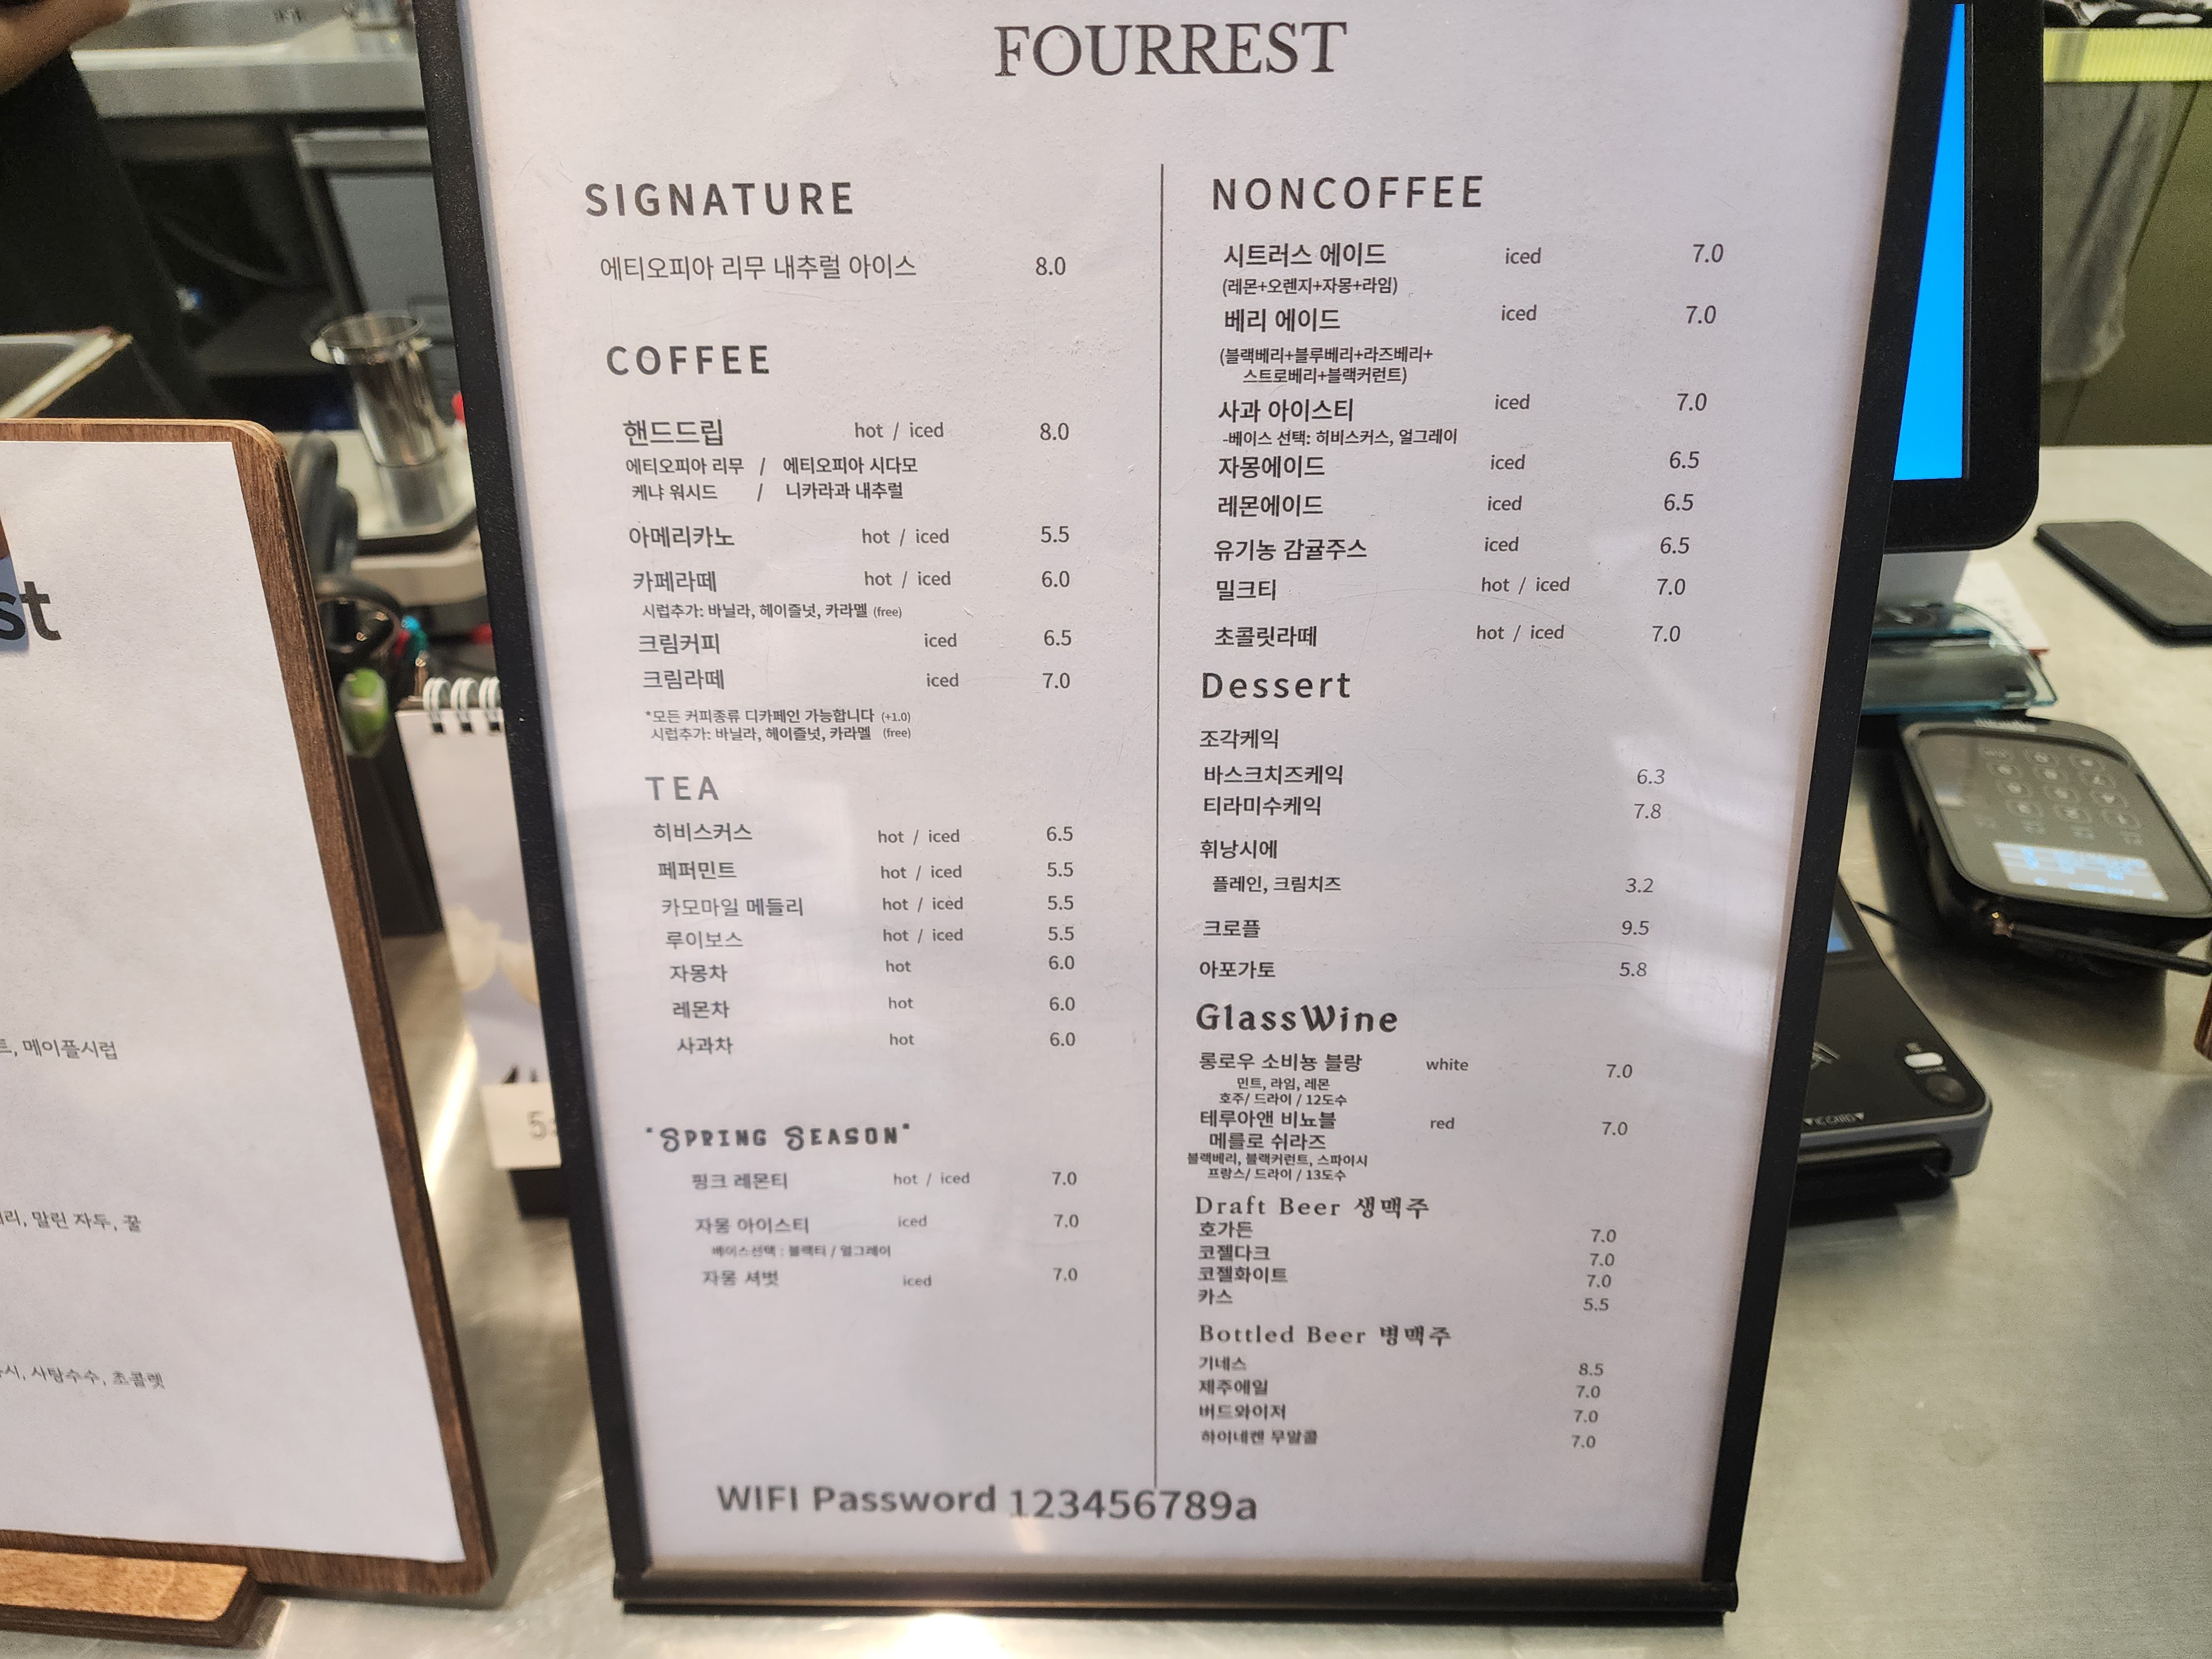 FOURREST
SIGNATURE
에티오피아 리무 내추럴 아이스 8.0
COFFEE
핸드드립 hot / iced 8.0
에티오피아 리무 / 에티오피아 시다모
케냐 워시드 / 니카라과 내추럴
아메리카노 hot / iced 5.5
카페라떼 hot / iced 6.0
시럽추가: 바닐라, 헤이즐넛, 카라멜 (free)
크림커피 iced 6.5
크림라떼 iced 7.0
*모든 커피종류 디카페인 가능합니다 (+1.0)
시럽추가: 바닐라, 헤이즐넛, 카라멜 (free)
TEA
히비스커스 hot / iced 6.5
페퍼민트 hot / iced 5.5
카모마일 메들리 hot / iced 5.5
루이보스 hot / iced 5.5
자몽차 hot 6.0
레몬차 hot 6.0
사과차 hot 6.0
"SPRING SEASON"
핑크 레몬티 hot / iced 7.0
자몽 아이스티 iced 7.0
베이스선택 : 블랙티 / 얼그레이
자몽 셔벗 iced 7.0
NONCOFFEE
시트러스 에이드 iced 7.0
(레몬+오렌지+자몽+라임)
베리 에이드 iced 7.0
(블랙베리+블루베리+라즈베리+
스트로베리+블랙커런트)
사과 아이스티 iced 7.0
-베이스 선택: 히비스커스, 얼그레이
자몽에이드 iced 6.5
레몬에이드 iced 6.5
유기농 감귤주스 iced 6.5
밀크티 hot / iced 7.0
초콜릿라떼 hot / iced 7.0
Dessert
조각케익
바스크치즈케익 6.3
티라미수케익 7.8
휘낭시에
플레인, 크림치즈 3.2
크로플 9.5
아포가토 5.8
GlassWine
롱로우 소비뇽 블랑 white 7.0
민트, 라임, 레몬
호주/ 드라이 / 12도수
테루아앤 비뇨블 red 7.0
메를로 쉬라즈
블랙베리, 블랙커런트, 스파이시
프랑스/ 드라이 / 13도수
Draft Beer 생맥주
호가든 7.0
코젤다크 7.0
코젤화이트 7.0
카스 5.5
Bottled Beer 병맥주
기네스 8.5
제주에일 7.0
버드와이저 7.0
하이네켄 무알콜 7.0
WIFI Password 123456789a
st
트, 메이플시럽
리, 말린 자두, 꿀
시, 사탕수수, 초콜렛